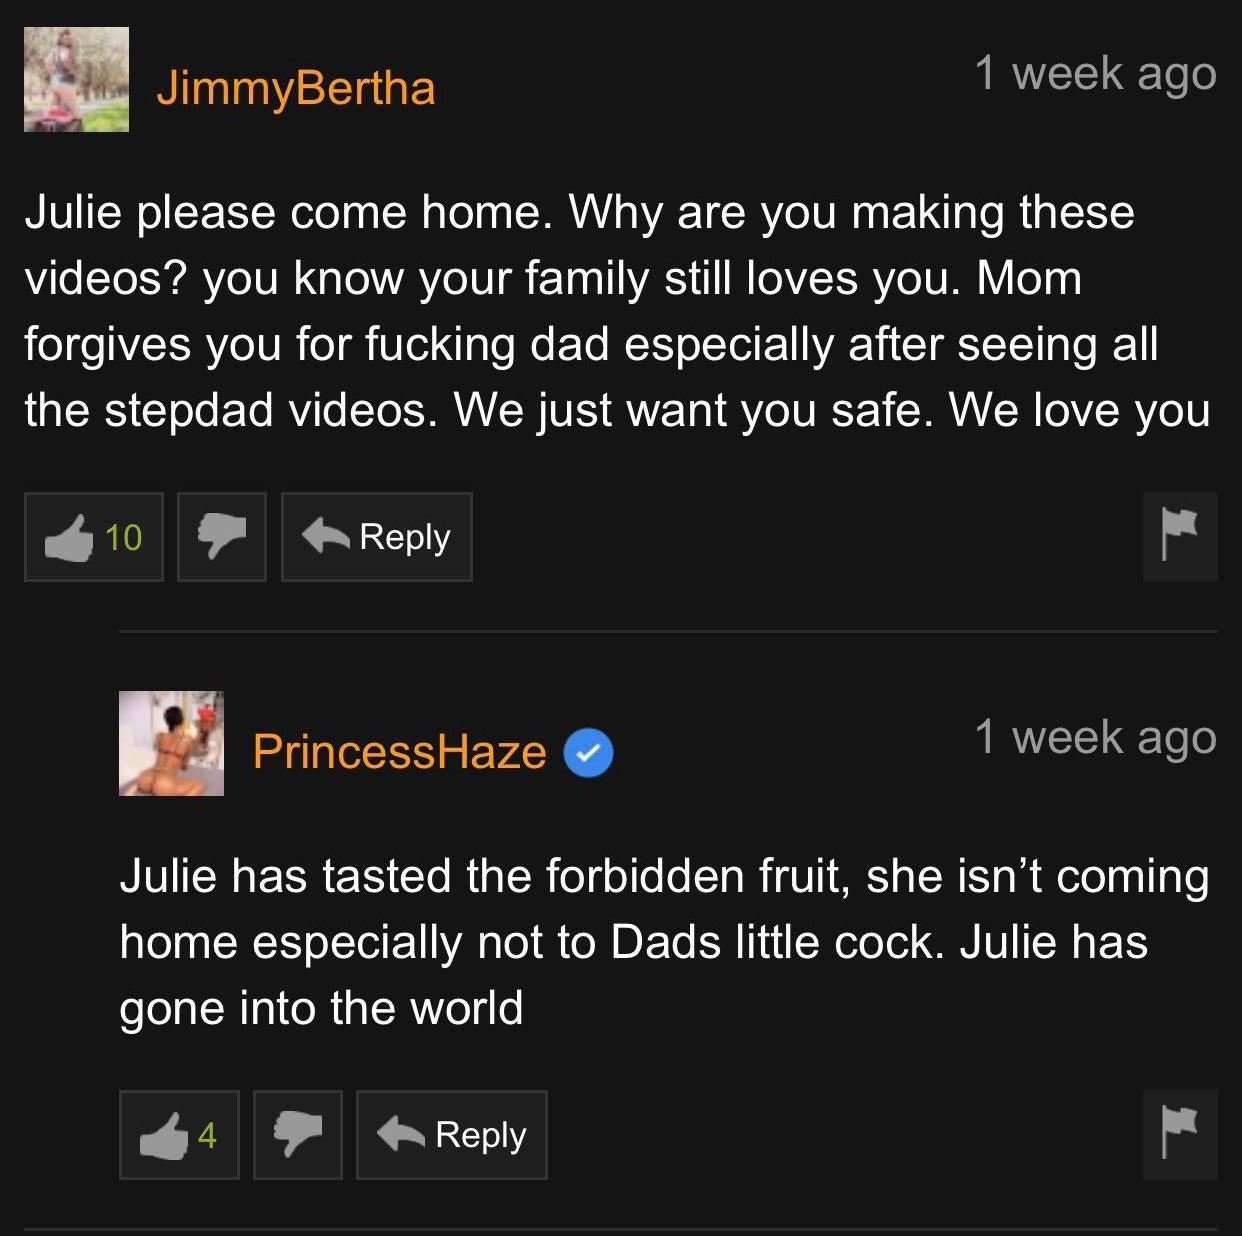 JimmyBertha
1 week ago
Julie please come home. Why are you making these
videos? you know your family still loves you. Mom
forgives you for fucking dad especially after seeing all
the stepdad videos. We just want you safe. We love you
10
Reply
PrincessHaze
1 week ago
Julie has tasted the forbidden fruit, she isn’t coming
home especially not to Dads little cock. Julie has
gone into the world
4
Reply